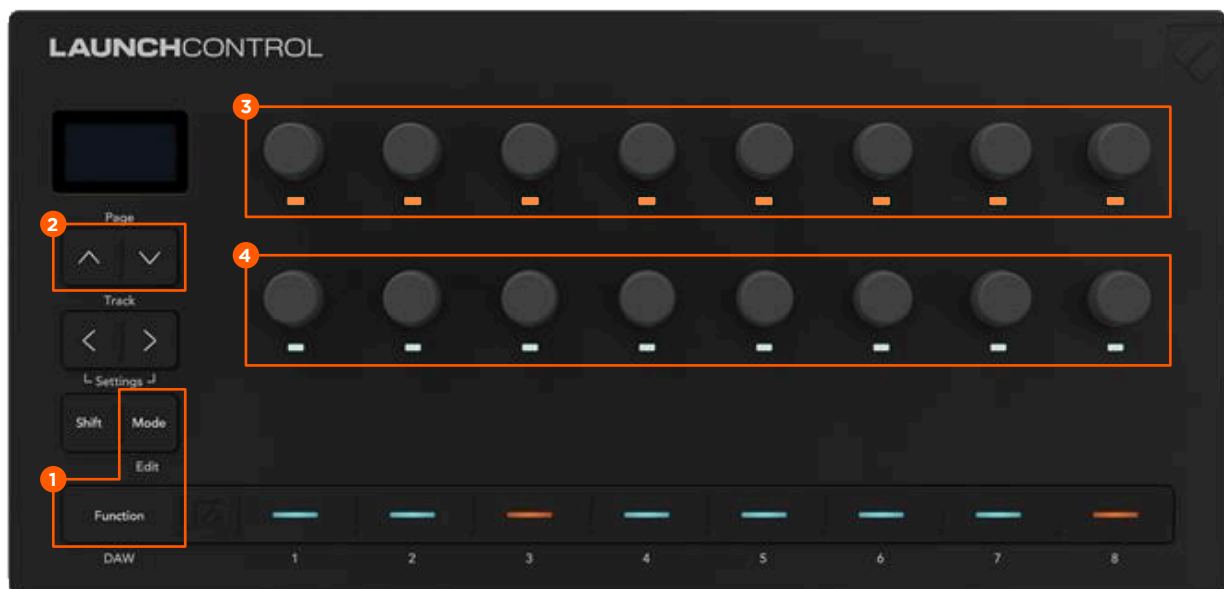 LAUNCHCONTROL
3
Page
2
4
Track
Settings
Shift Mode
Edit
1
Function
DAW 1 2 3 4 5 6 7 8